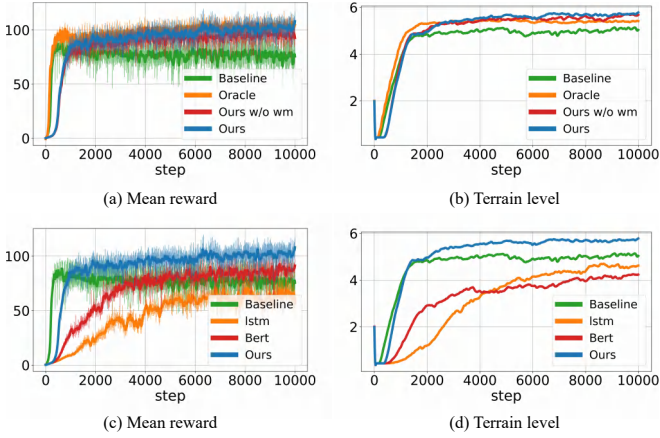 100
50
0
Baseline
Oracle
Ours w/o wm
Ours
0 2000 4000 6000 8000 10000
step
(a) Mean reward
6
4
2
Baseline
Oracle
Ours w/o wm
Ours
0 2000 4000 6000 8000 10000
step
(b) Terrain level
100
50
0
Baseline
lstm
Bert
Ours
0 2000 4000 6000 8000 10000
step
(c) Mean reward
6
4
2
Baseline
lstm
Bert
Ours
0 2000 4000 6000 8000 10000
step
(d) Terrain level